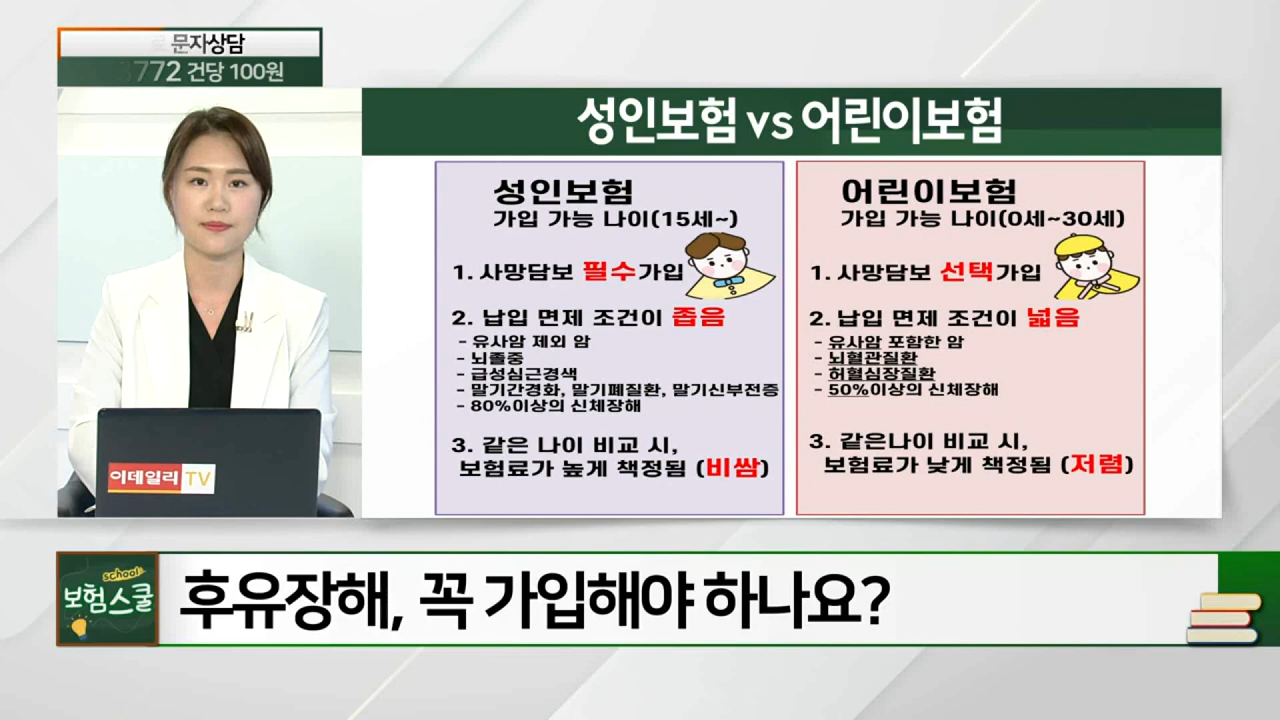 문자상담
3772 건당 100원
성인보험 vs 어린이보험
성인보험
가입 가능 나이(15세~)
1. 사망담보 필수가입
2. 납입 면제 조건이 좁음
- 유사암 제외 암
- 뇌졸중
- 급성심근경색
- 말기간경화, 말기폐질환, 말기신부전증
- 80%이상의 신체장해
3. 같은 나이 비교 시,
보험료가 높게 책정됨 (비쌈)
어린이보험
가입 가능 나이(0세~30세)
1. 사망담보 선택가입
2. 납입 면제 조건이 넓음
- 유사암 포함한 암
- 뇌혈관질환
- 허혈심장질환
- 50%이상의 신체장해
3. 같은나이 비교 시,
보험료가 낮게 책정됨 (저렴)
이데일리 TV
school
보험스쿨
후유장해, 꼭 가입해야 하나요?